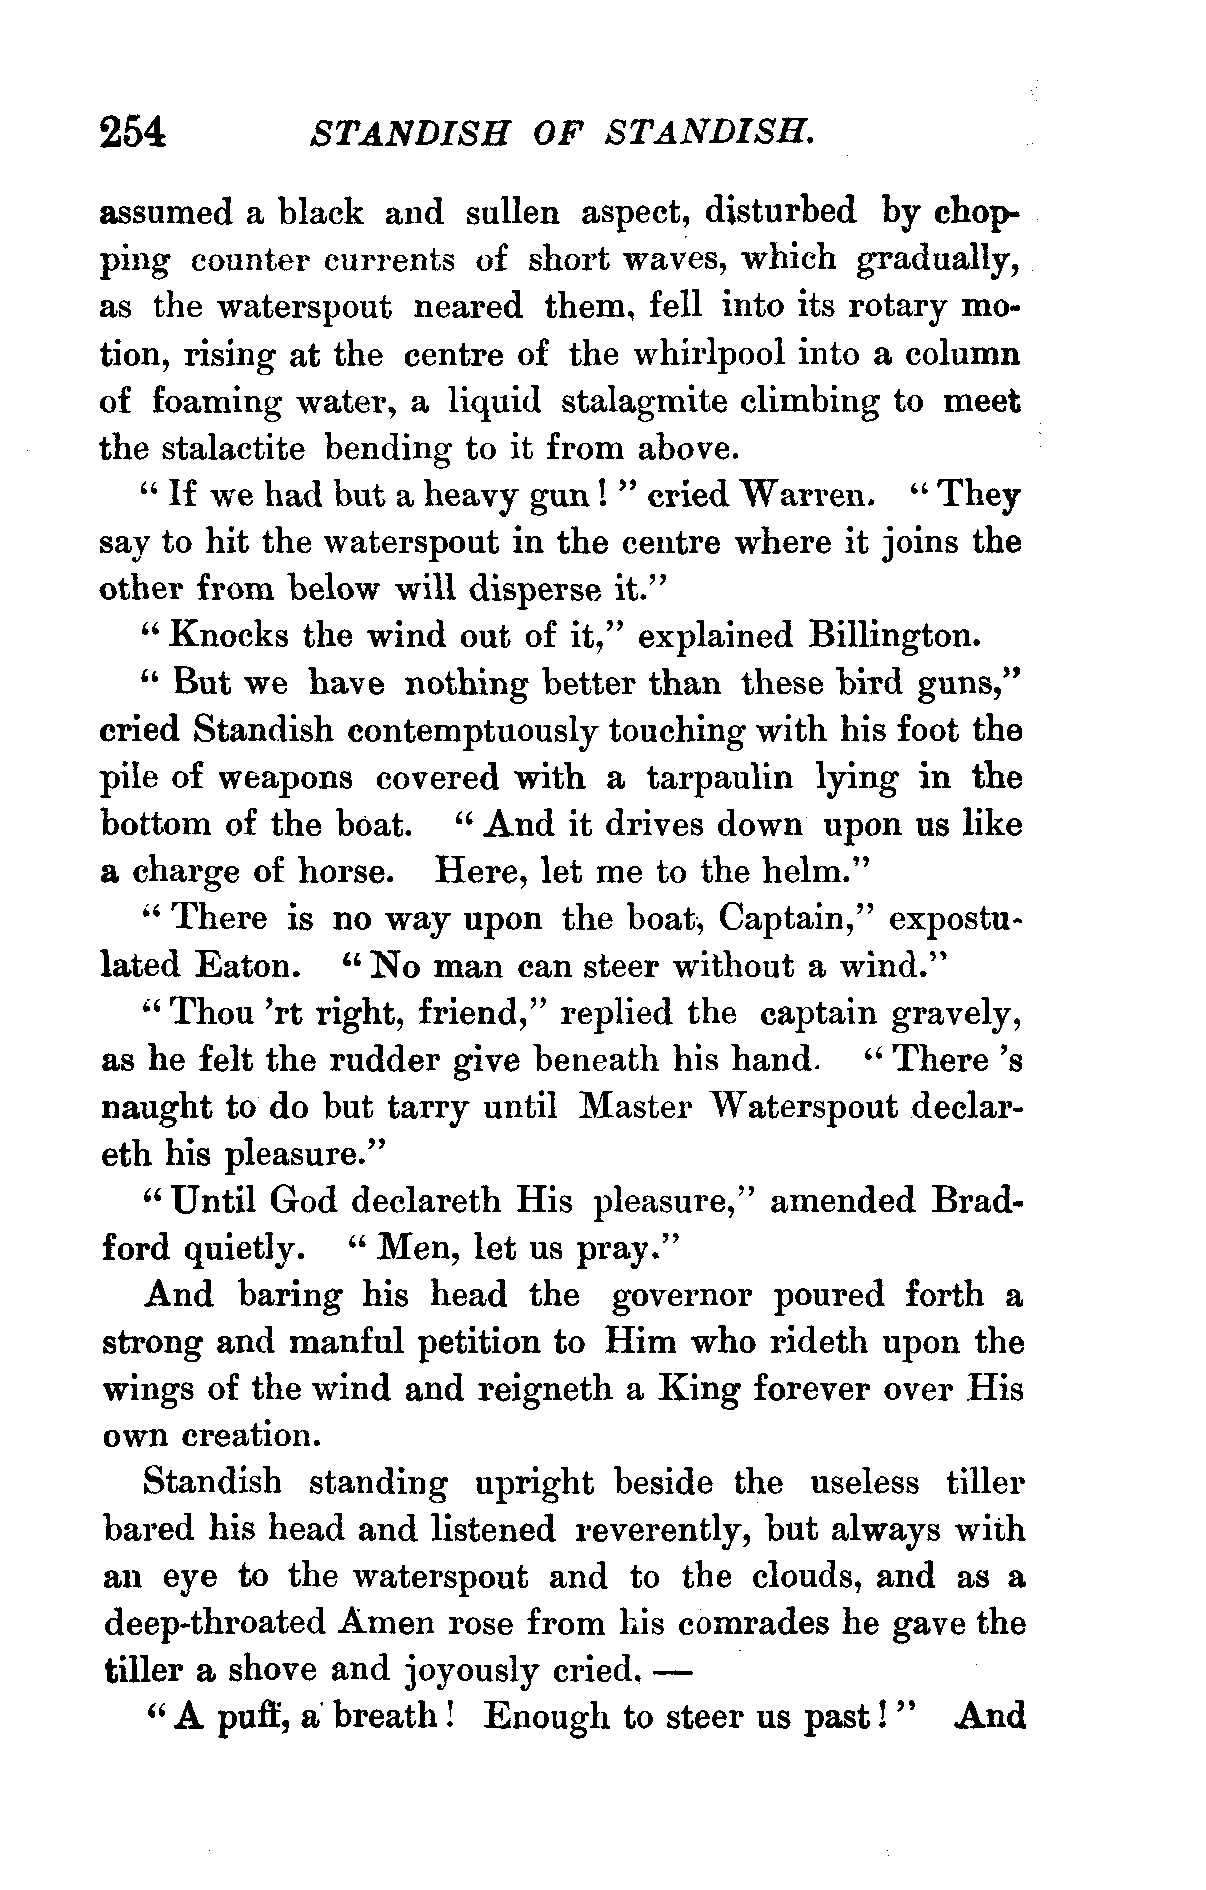 254 STANDISH OF STANDISH.
assumed a black and sullen aspect, disturbed by chop-
ping counter currents of short waves, which gradually,
as the waterspout neared them, fell into its rotary mo-
tion, rising at the centre of the whirlpool into a column
of foaming water, a liquid stalagmite climbing to meet
the stalactite bending to it from above.
“ If we had but a heavy gun ! ” cried Warren. “ They
say to hit the waterspout in the centre where it joins the
other from below will disperse it.”
“ Knocks the wind out of it,” explained Billington.
“ But we have nothing better than these bird guns,”
cried Standish contemptuously touching with his foot the
pile of weapons covered with a tarpaulin lying in the
bottom of the boat. “ And it drives down upon us like
a charge of horse. Here, let me to the helm.”
“ There is no way upon the boat, Captain,” expostu-
lated Eaton. “ No man can steer without a wind.”
“ Thou ’rt right, friend,” replied the captain gravely,
as he felt the rudder give beneath his hand. “ There ’s
naught to do but tarry until Master Waterspout declar-
eth his pleasure.”
“ Until God declareth His pleasure,” amended Brad-
ford quietly. “ Men, let us pray.”
And baring his head the governor poured forth a
strong and manful petition to Him who rideth upon the
wings of the wind and reigneth a King forever over His
own creation.
Standish standing upright beside the useless tiller
bared his head and listened reverently, but always with
an eye to the waterspout and to the clouds, and as a
deep-throated Amen rose from his comrades he gave the
tiller a shove and joyously cried, —
“ A puff, a breath ! Enough to steer us past ! ” And